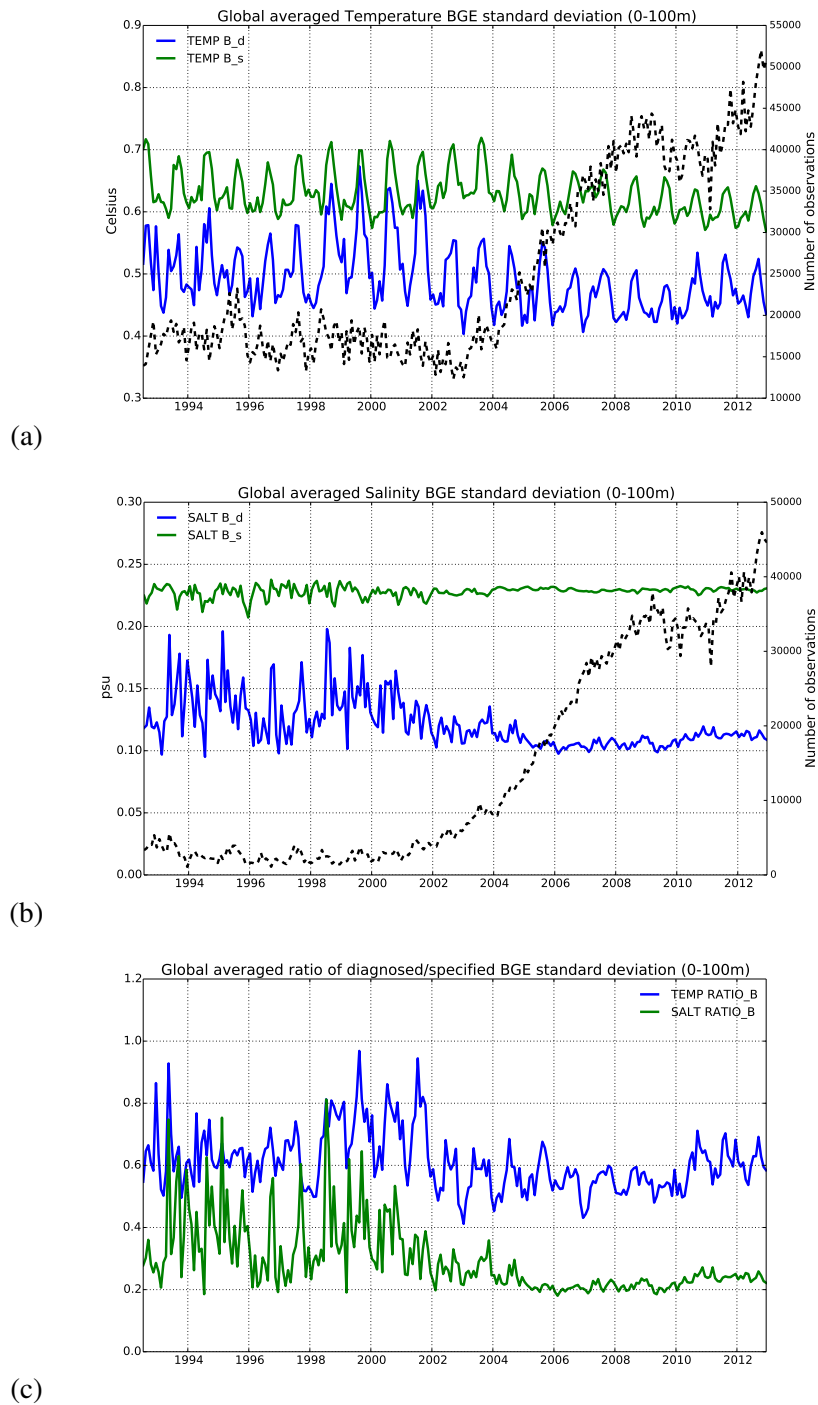 Global averaged Temperature BGE standard deviation (0-100m)
0.9
0.8
0.7
0.6
0.5
0.4
0.3
Celsius
TEMP B_d
TEMP B_s
55000
50000
45000
40000
35000
30000
25000
20000
15000
10000
Number of observations
1994 1996 1998 2000 2002 2004 2006 2008 2010 2012
(a)
Global averaged Salinity BGE standard deviation (0-100m)
0.30
0.25
0.20
0.15
0.10
0.05
0.00
psu
SALT B_d
SALT B_s
50000
40000
30000
20000
10000
0
Number of observations
1994 1996 1998 2000 2002 2004 2006 2008 2010 2012
(b)
Global averaged ratio of diagnosed/specified BGE standard deviation (0-100m)
1.2
1.0
0.8
0.6
0.4
0.2
0.0
TEMP RATIO_B
SALT RATIO_B
1994 1996 1998 2000 2002 2004 2006 2008 2010 2012
(c)